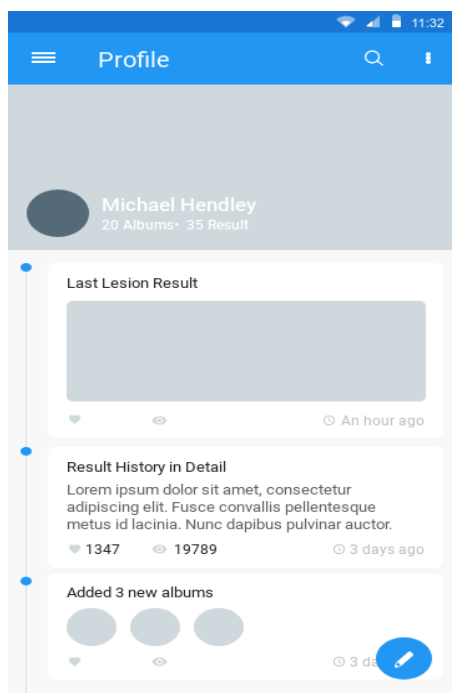 11:32
Profile
Michael Hendley
20 Albums• 35 Result
Last Lesion Result
An hour ago
Result History in Detail
Lorem ipsum dolor sit amet, consectetur
adipiscing elit. Fusce convallis pellentesque
metus id lacinia. Nunc dapibus pulvinar auctor.
1347 19789 3 days ago
Added 3 new albums
3